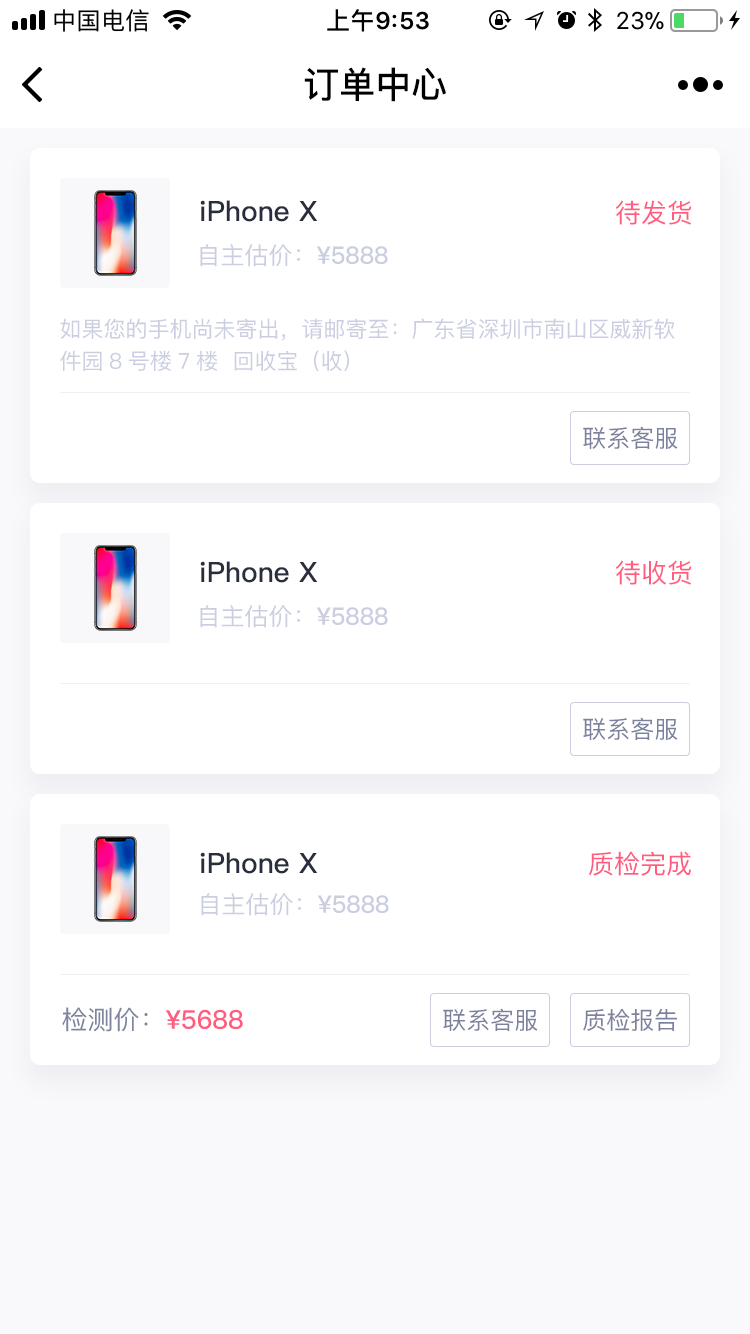 中国电信 上午9:53 23%
订单中心
iPhone X 待发货
自主估价：¥5888
如果您的手机尚未寄出，请邮寄至：广东省深圳市南山区威新软
件园 8 号楼 7 楼 回收宝（收）
联系客服
iPhone X 待收货
自主估价：¥5888
联系客服
iPhone X 质检完成
自主估价：¥5888
检测价：¥5688 联系客服 质检报告